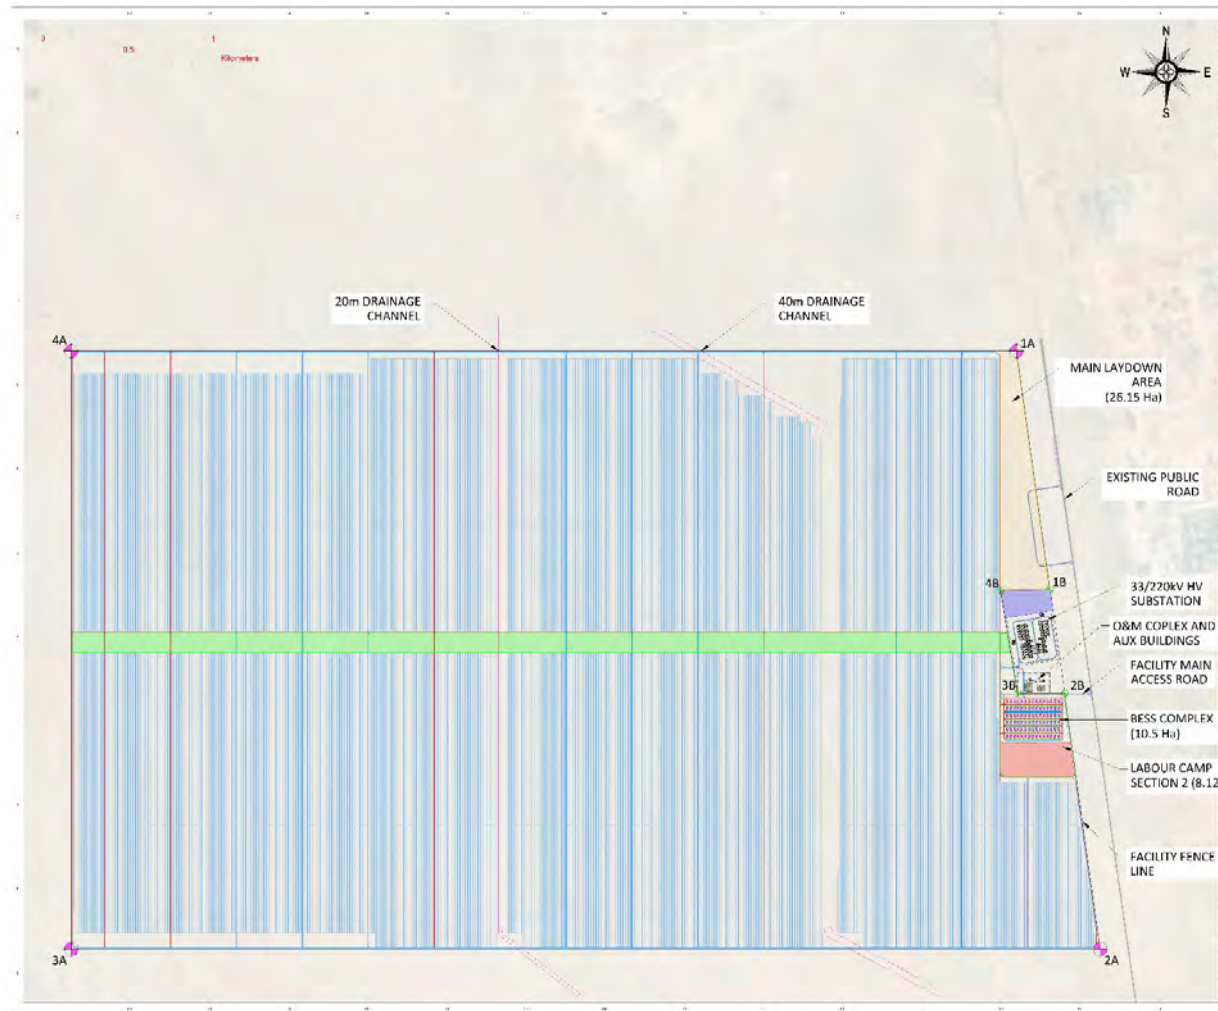 0
0.5
1
Kilometers
N
W
E
S
20m DRAINAGE
CHANNEL
40m DRAINAGE
CHANNEL
4A
1A
MAIN LAYDOWN
AREA
(26.15 Ha)
EXISTING PUBLIC
ROAD
4B
1B
33/220kV HV
SUBSTATION
O&M COPLEX AND
AUX BUILDINGS
FACILITY MAIN
ACCESS ROAD
3B
2B
BESS COMPLEX
(10.5 Ha)
LABOUR CAMP
SECTION 2 (8.12
FACILITY FENCE
LINE
3A
2A